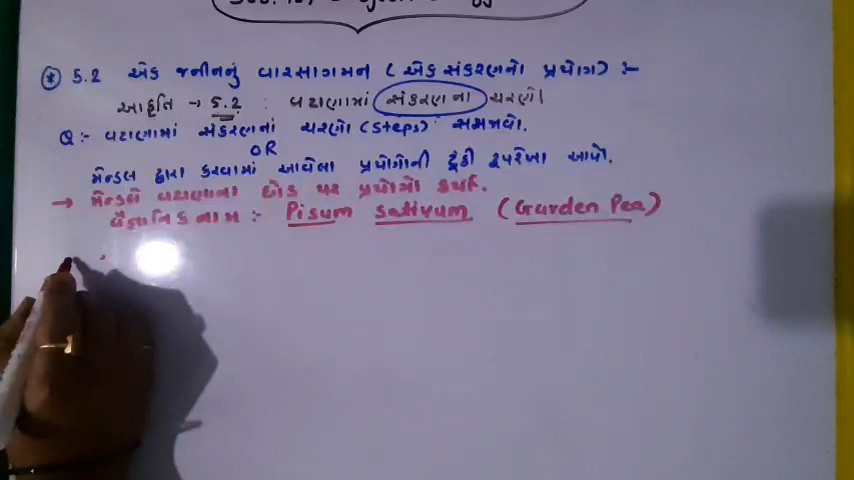 * 5.2 એક જનીનનું વારસાગમન (એક સંકરણનો પ્રયોગ) :-
આકૃતિ → 5.2 : વટાણામાં સંકરણના ચરણો
Q:- વટાણામાં સંકરણનાં ચરણો (Steps) સમજાવો.
OR
મેન્ડલ દ્વારા કરવામાં આવેલા પ્રયોગોની ટૂંકી રૂપરેખા આપો.
→ મેન્ડલે વટાણાના છોડ પર પ્રયોગો કર્યા.
વૈજ્ઞાનિક નામ :- Pisum sativum (Garden Pea)